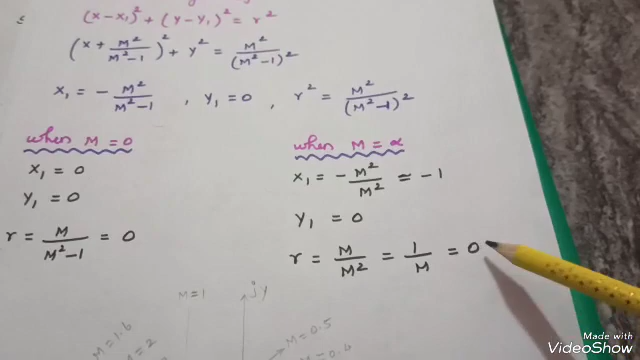 (x-x₁)² + (y-y₁)² = r²
(x + M²/(M²-1))² + y² = M²/(M²-1)²
x₁ = - M²/(M²-1) , y₁ = 0 , r² = M²/(M²-1)²
when M = 0
x₁ = 0
y₁ = 0
r = M/(M²-1) = 0
when M = α
x₁ = - M²/M² ≃ -1
y₁ = 0
r = M/M² = 1/M = 0
M = 1
jy
M = 0.5
M = 1.6
= 2
Made with
VideoShow